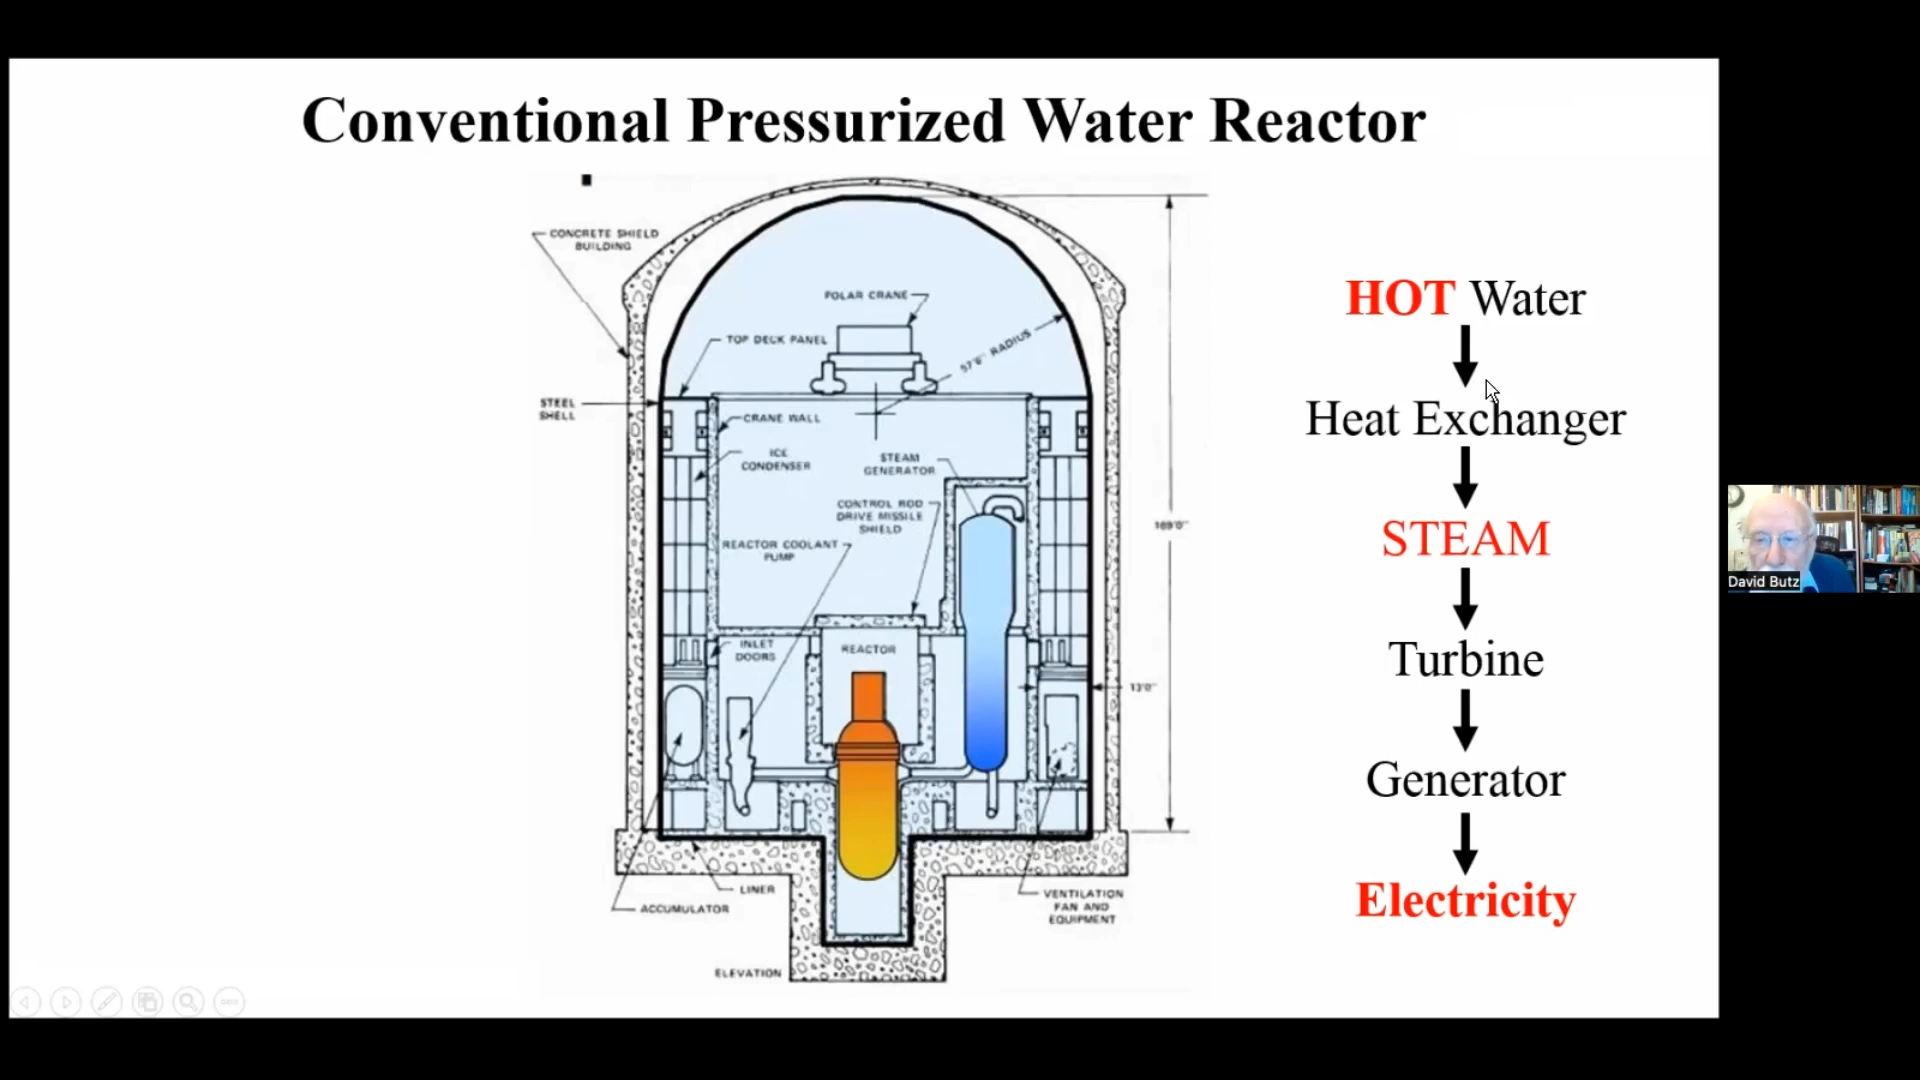 Conventional Pressurized Water Reactor
CONCRETE SHIELD
BUILDING
POLAR CRANE
TOP DECK PANEL
57'6" RADIUS
STEEL
SHELL
CRANE WALL
ICE
CONDENSER
STEAM
GENERATOR
CONTROL ROD
DRIVE MISSILE
SHIELD
REACTOR COOLANT
PUMP
INLET
DOORS
REACTOR
13'0"
LINER
ACCUMULATOR
VENTILATION
FAN AND
EQUIPMENT
ELEVATION
HOT Water
Heat Exchanger
STEAM
Turbine
Generator
Electricity
David Butz